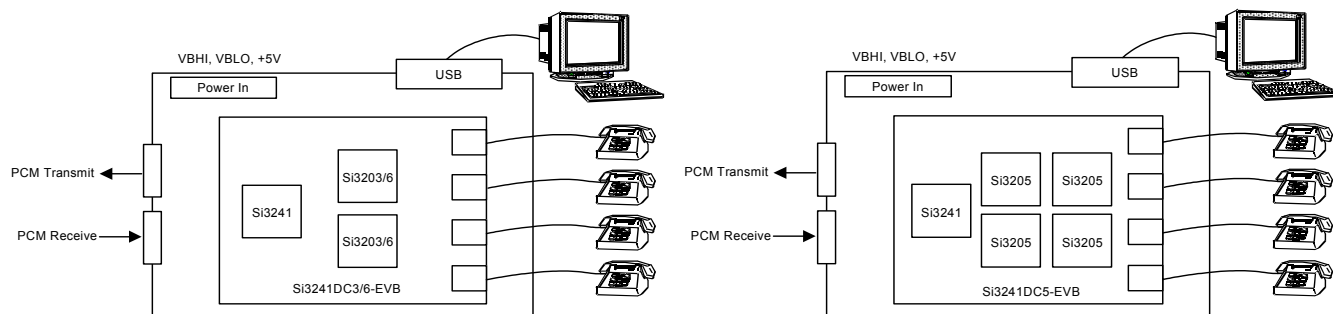 VBHI, VBLO, +5V
USB
Power In
PCM Transmit
Si3203/6
Si3241
PCM Receive
Si3203/6
Si3241DC3/6-EVB
VBHI, VBLO, +5V
USB
Power In
PCM Transmit
Si3205
Si3205
Si3241
PCM Receive
Si3205
Si3205
Si3241DC5-EVB